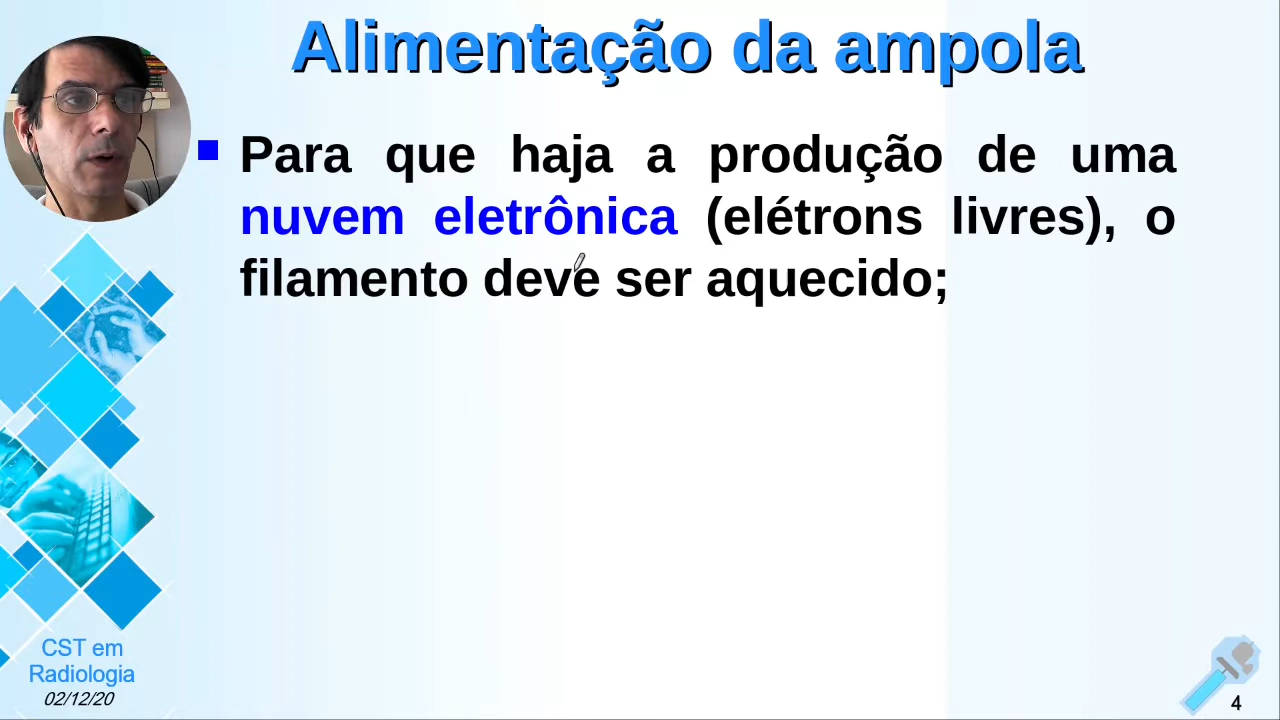 Alimentação da ampola
Para que haja a produção de uma
nuvem eletrônica (elétrons livres), o
filamento deve ser aquecido;
CST em
Radiologia
02/12/20
4